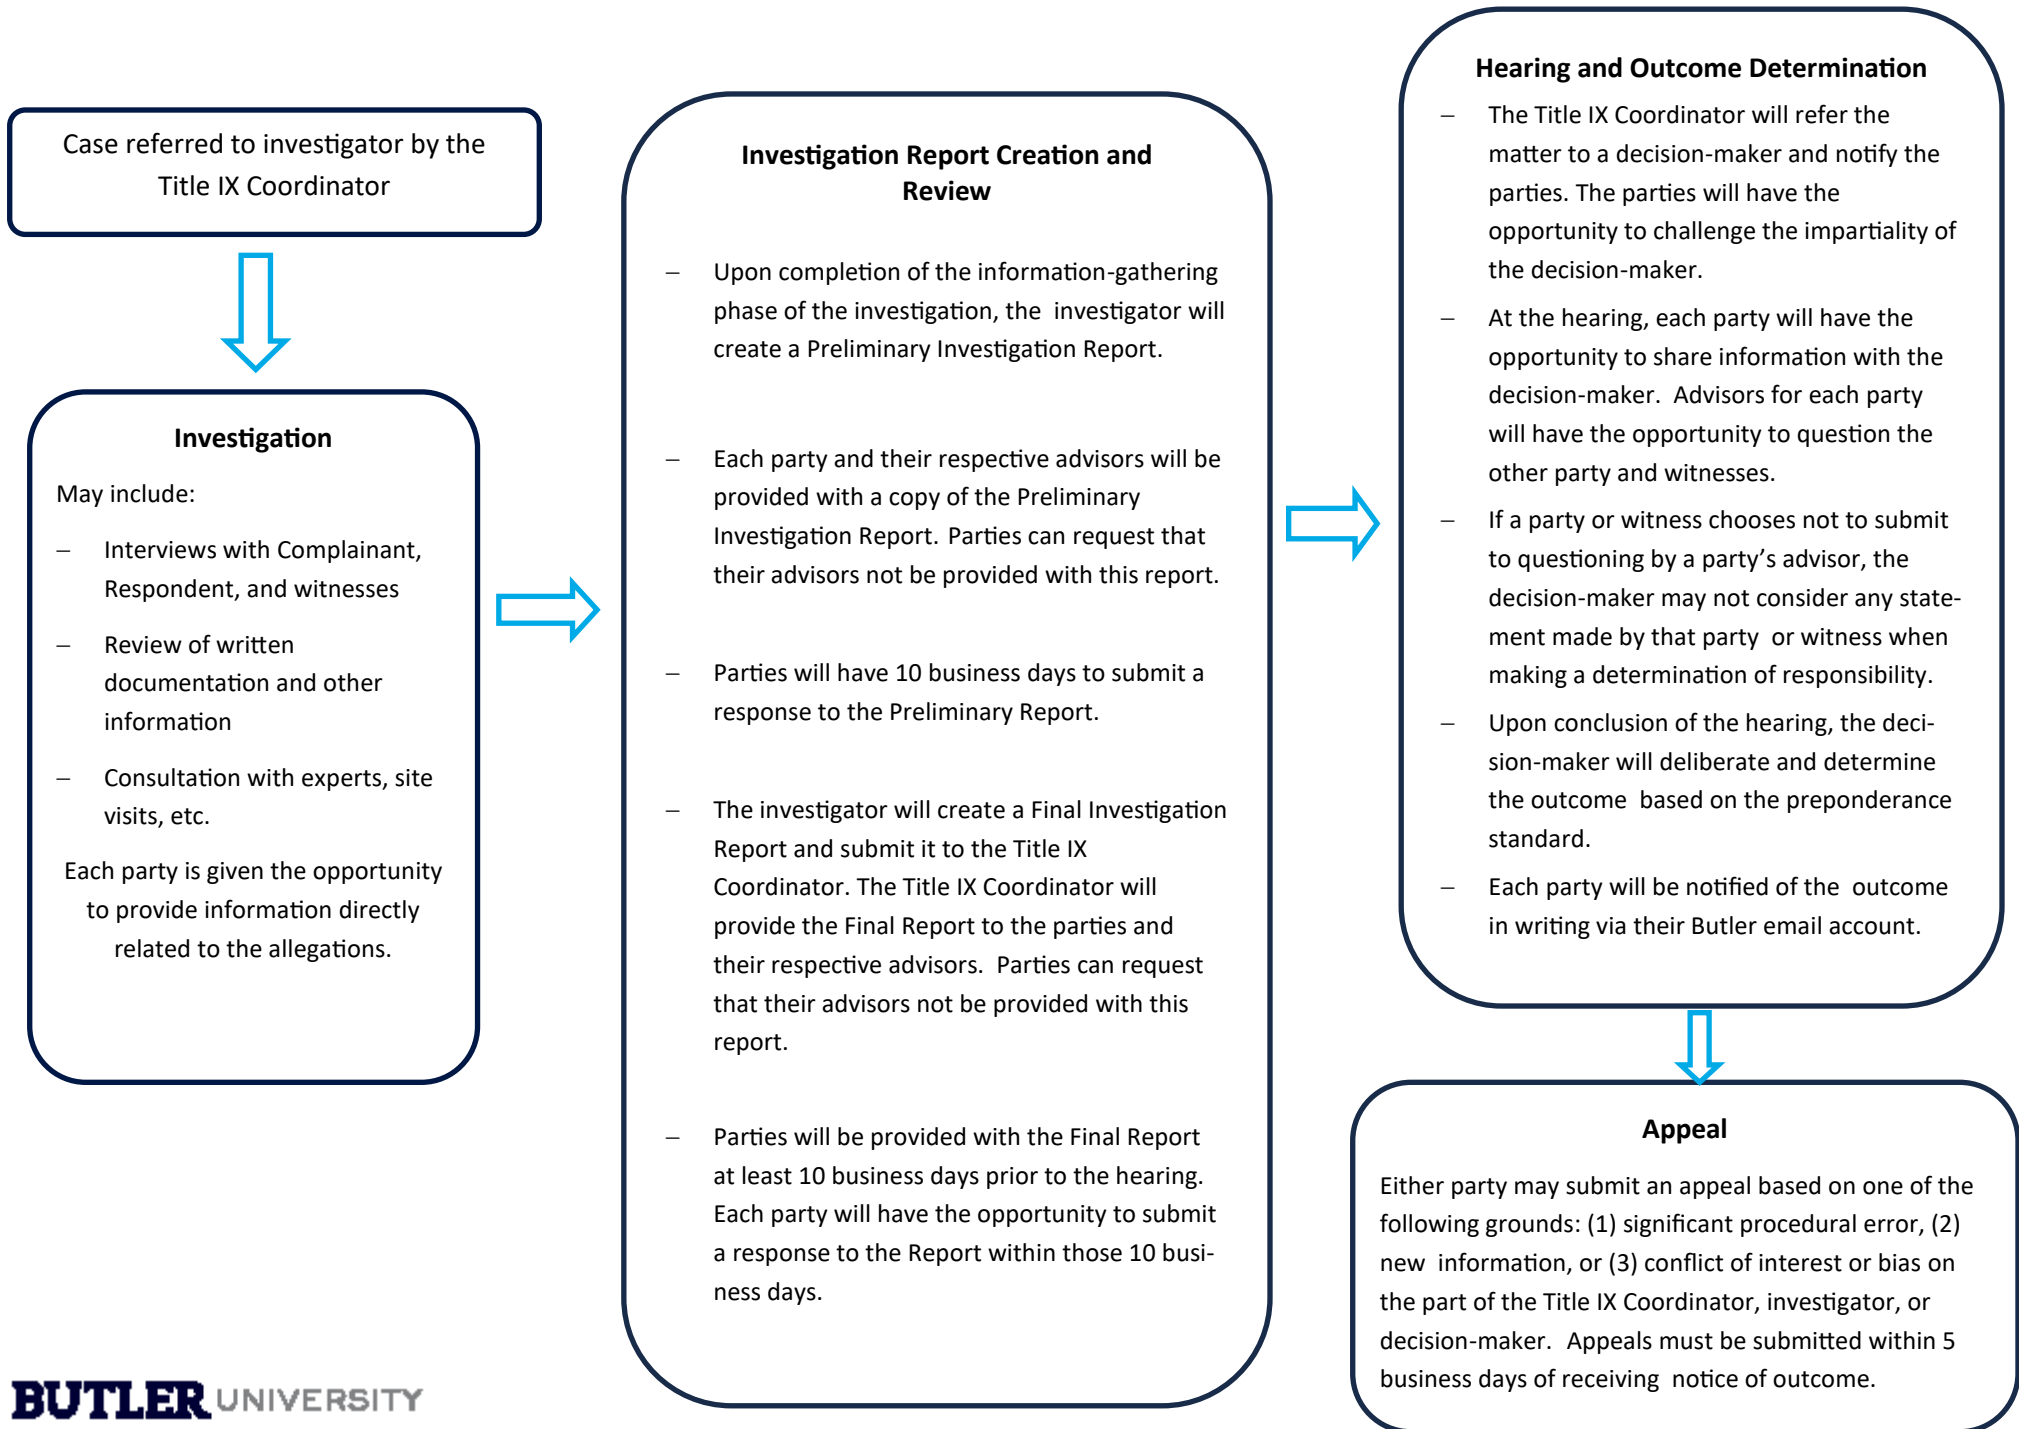 Case referred to investigator by the
Title IX Coordinator
Investigation
May include:
– Interviews with Complainant,
Respondent, and witnesses
– Review of written
documentation and other
information
– Consultation with experts, site
visits, etc.
Each party is given the opportunity
to provide information directly
related to the allegations.
Investigation Report Creation and
Review
– Upon completion of the information-gathering
phase of the investigation, the investigator will
create a Preliminary Investigation Report.
– Each party and their respective advisors will be
provided with a copy of the Preliminary
Investigation Report. Parties can request that
their advisors not be provided with this report.
– Parties will have 10 business days to submit a
response to the Preliminary Report.
– The investigator will create a Final Investigation
Report and submit it to the Title IX
Coordinator. The Title IX Coordinator will
provide the Final Report to the parties and
their respective advisors. Parties can request
that their advisors not be provided with this
report.
– Parties will be provided with the Final Report
at least 10 business days prior to the hearing.
Each party will have the opportunity to submit
a response to the Report within those 10 busi-
ness days.
Hearing and Outcome Determination
– The Title IX Coordinator will refer the
matter to a decision-maker and notify the
parties. The parties will have the
opportunity to challenge the impartiality of
the decision-maker.
– At the hearing, each party will have the
opportunity to share information with the
decision-maker. Advisors for each party
will have the opportunity to question the
other party and witnesses.
– If a party or witness chooses not to submit
to questioning by a party’s advisor, the
decision-maker may not consider any state-
ment made by that party or witness when
making a determination of responsibility.
– Upon conclusion of the hearing, the deci-
sion-maker will deliberate and determine
the outcome based on the preponderance
standard.
– Each party will be notified of the outcome
in writing via their Butler email account.
Appeal
Either party may submit an appeal based on one of the
following grounds: (1) significant procedural error, (2)
new information, or (3) conflict of interest or bias on
the part of the Title IX Coordinator, investigator, or
decision-maker. Appeals must be submitted within 5
business days of receiving notice of outcome.
BUTLER UNIVERSITY